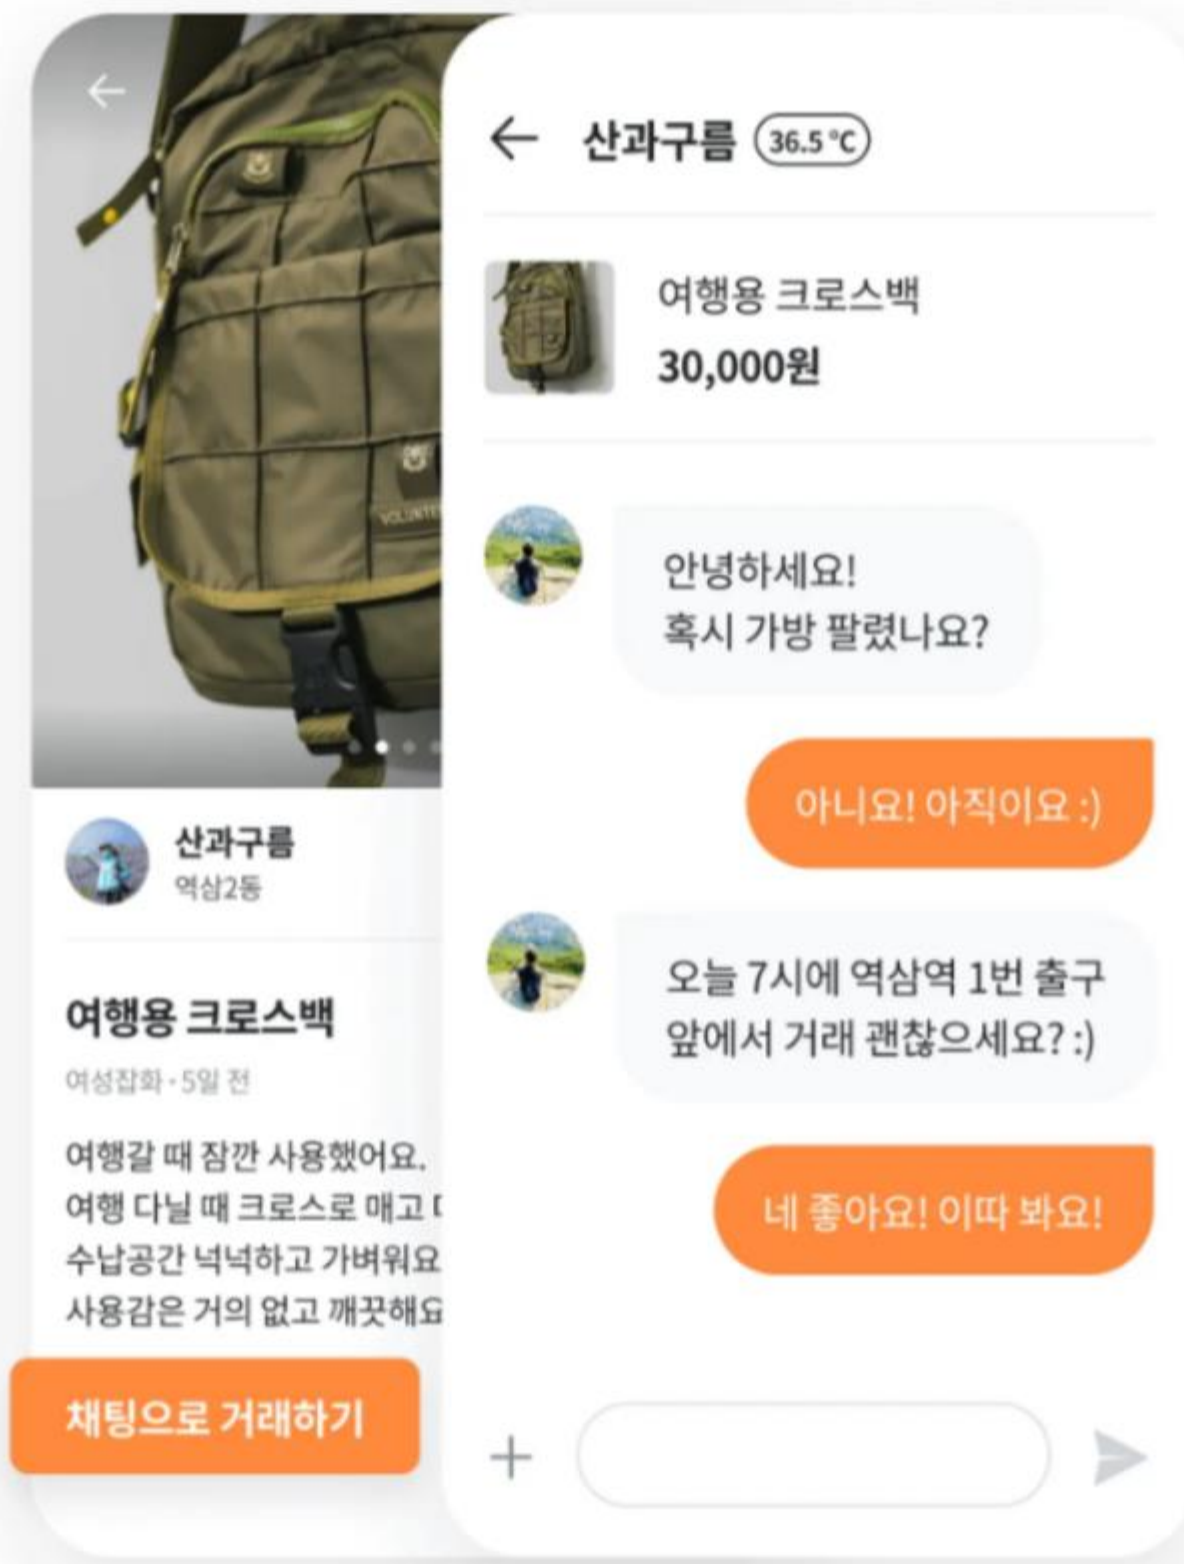 VOLUNTE
산과구름
역삼2동
여행용 크로스백
여성잡화 · 5일 전
여행갈 때 잠깐 사용했어요.
여행 다닐 때 크로스로 매고
수납공간 넉넉하고 가벼워요
사용감은 거의 없고 깨끗해요
채팅으로 거래하기
산과구름 36.5°C
여행용 크로스백
30,000원
안녕하세요!
혹시 가방 팔렸나요?
아니요! 아직이요 :)
오늘 7시에 역삼역 1번 출구
앞에서 거래 괜찮으세요? :)
네 좋아요! 이따 봐요!